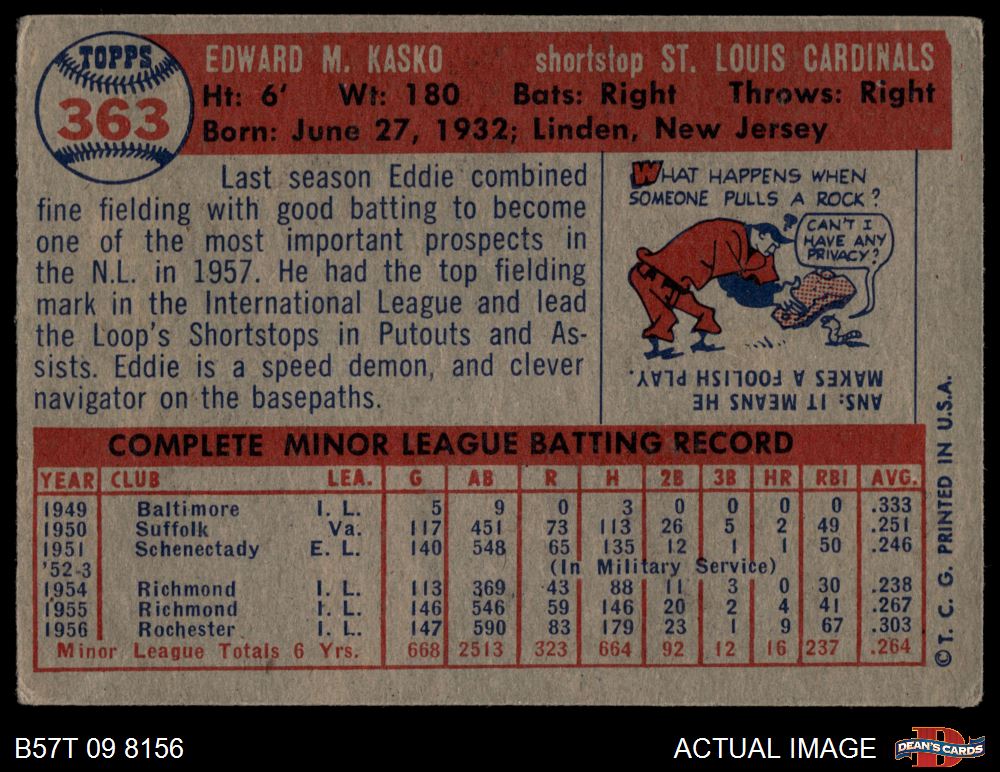 TOPPS
363
EDWARD M. KASKO shortstop ST. LOUIS CARDINALS
Ht: 6' Wt: 180 Bats: Right Throws: Right
Born: June 27, 1932; Linden, New Jersey
Last season Eddie combined
fine fielding with good batting to become
one of the most important prospects in
the N.L. in 1957. He had the top fielding
mark in the International League and lead
the Loop's Shortstops in Putouts and As-
sists. Eddie is a speed demon, and clever
navigator on the basepaths.
WHAT HAPPENS WHEN
SOMEONE PULLS A ROCK?
CAN'T I
HAVE ANY
PRIVACY?
ANS: IT MEANS HE
MAKES A FOOLISH PLAY.
COMPLETE MINOR LEAGUE BATTING RECORD
YEAR CLUB LEA. G AB R H 2B 3B HR RBI AVG.
1949 Baltimore I. L. 5 9 0 3 0 0 0 0 .333
1950 Suffolk Va. 117 451 73 113 26 5 2 49 .251
1951 Schenectady E. L. 140 548 65 135 12 1 1 50 .246
'52-3 (In Military Service)
1954 Richmond I. L. 113 369 43 88 11 3 0 30 .238
1955 Richmond I. L. 146 546 59 146 20 2 4 41 .267
1956 Rochester I. L. 147 590 83 179 23 1 9 67 .303
Minor League Totals 6 Yrs. 668 2513 323 664 92 12 16 237 .264
© T. C. G. PRINTED IN U.S.A.
B57T 09 8156
ACTUAL IMAGE
DEAN'S CARDS